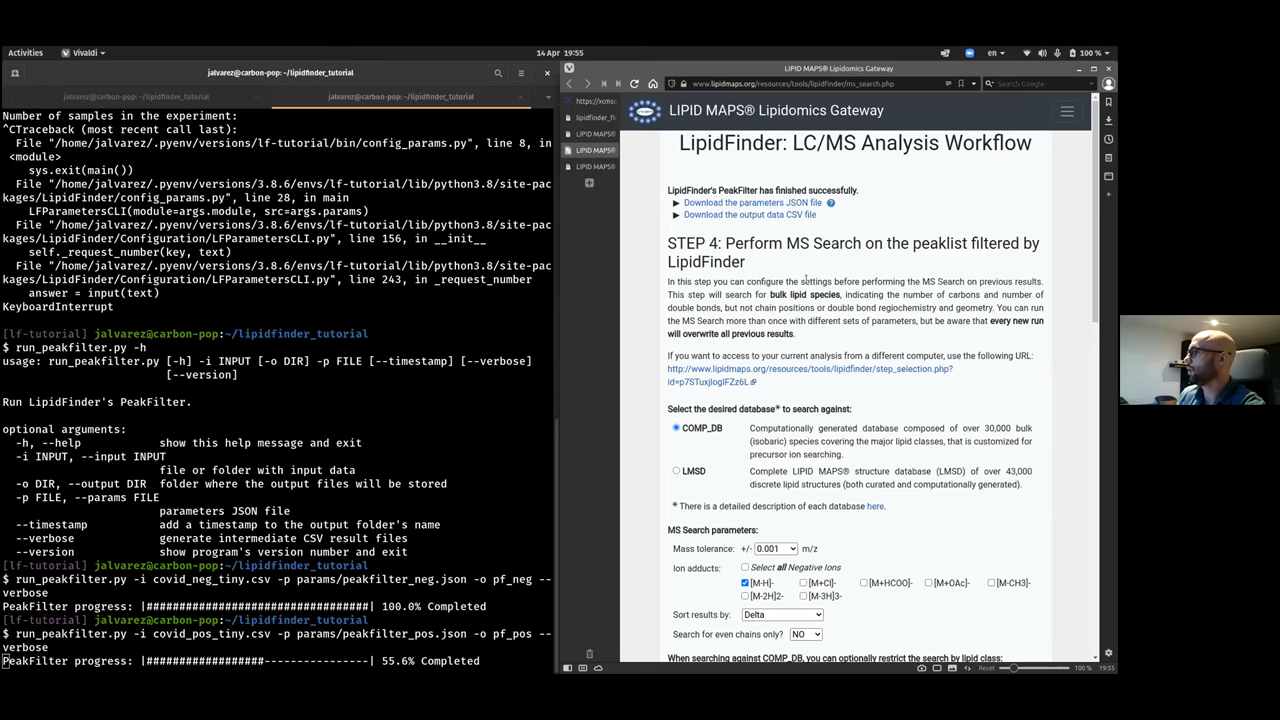 Activities
Vivaldi
14 Apr 19:55
en
100 %
jalvarez@carbon-pop: ~/lipidfinder_tutorial
jalvarez@carbon-pop: ~/lipidfinder_tutorial
jalvarez@carbon-pop: ~/lipidfinder_tutorial
Number of samples in the experiment:
^CTraceback (most recent call last):
File "/home/jalvarez/.pyenv/versions/lf-tutorial/bin/config_params.py", line 8, in
<module>
sys.exit(main())
File "/home/jalvarez/.pyenv/versions/3.8.6/envs/lf-tutorial/lib/python3.8/site-pac
kages/LipidFinder/config_params.py", line 28, in main
LFParametersCLI(module=args.module, src=args.params)
File "/home/jalvarez/.pyenv/versions/3.8.6/envs/lf-tutorial/lib/python3.8/site-pac
kages/LipidFinder/Configuration/LFParametersCLI.py", line 156, in __init__
self._request_number(key, text)
File "/home/jalvarez/.pyenv/versions/3.8.6/envs/lf-tutorial/lib/python3.8/site-pac
kages/LipidFinder/Configuration/LFParametersCLI.py", line 243, in _request_number
answer = input(text)
KeyboardInterrupt
[lf-tutorial] jalvarez@carbon-pop:~/lipidfinder_tutorial
$ run_peakfilter.py -h
usage: run_peakfilter.py [-h] -i INPUT [-o DIR] -p FILE [--timestamp] [--verbose]
[--version]
Run LipidFinder's PeakFilter.
optional arguments:
-h, --help show this help message and exit
-i INPUT, --input INPUT
file or folder with input data
-o DIR, --output DIR folder where the output files will be stored
-p FILE, --params FILE
parameters JSON file
--timestamp add a timestamp to the output folder's name
--verbose generate intermediate CSV result files
--version show program's version number and exit
[lf-tutorial] jalvarez@carbon-pop:~/lipidfinder_tutorial
$ run_peakfilter.py -i covid_neg_tiny.csv -p params/peakfilter_neg.json -o pf_neg --
verbose
PeakFilter progress: |##################################| 100.0% Completed
[lf-tutorial] jalvarez@carbon-pop:~/lipidfinder_tutorial
$ run_peakfilter.py -i covid_pos_tiny.csv -p params/peakfilter_pos.json -o pf_pos --
verbose
PeakFilter progress: |##################----------------| 55.6% Completed
LIPID MAPS® Lipidomics Gateway
www.lipidmaps.org/resources/tools/lipidfinder/ms_search.php
Search Google
https://xcms.
lipidfinder_fl
LIPID MAPS®
LIPID MAPS®
LIPID MAPS®
LIPID MAPS® Lipidomics Gateway
LipidFinder: LC/MS Analysis Workflow
LipidFinder's PeakFilter has finished successfully.
▶ Download the parameters JSON file ?
▶ Download the output data CSV file
STEP 4: Perform MS Search on the peaklist filtered by
LipidFinder
In this step you can configure the settings before performing the MS Search on previous results.
This step will search for bulk lipid species, indicating the number of carbons and number of
double bonds, but not chain positions or double bond regiochemistry and geometry. You can run
the MS Search more than once with different sets of parameters, but be aware that every new run
will overwrite all previous results.
If you want to access to your current analysis from a different computer, use the following URL:
http://www.lipidmaps.org/resources/tools/lipidfinder/step_selection.php?
id=p7STuxjlogIFZz6L
Select the desired database* to search against:
COMP_DB Computationally generated database composed of over 30,000 bulk
(isobaric) species covering the major lipid classes, that is customized for
precursor ion searching.
LMSD Complete LIPID MAPS® structure database (LMSD) of over 43,000
discrete lipid structures (both curated and computationally generated).
* There is a detailed description of each database here.
MS Search parameters:
Mass tolerance: +/- 0.001 m/z
Ion adducts: Select all Negative Ions
[M-H]- [M+Cl]- [M+HCOO]- [M+OAc]- [M-CH3]-
[M-2H]2- [M-3H]3-
Sort results by: Delta
Search for even chains only? NO
When searching against COMP_DB, you can optionally restrict the search by lipid class:
Reset
100 %
19:55